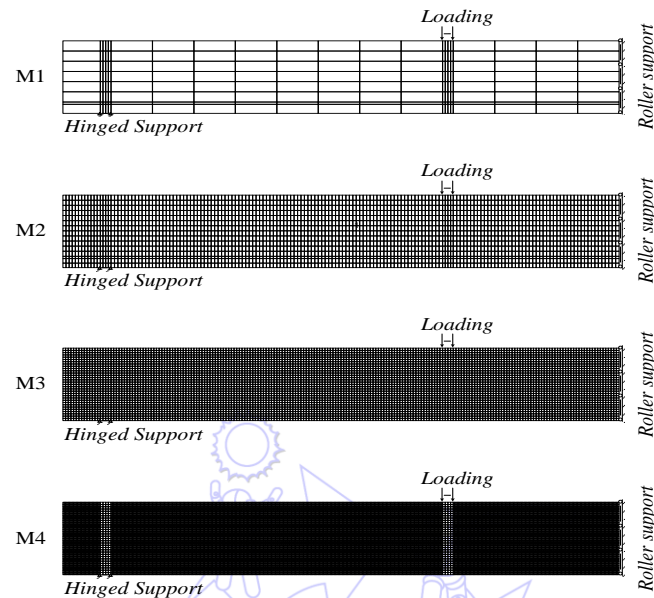 Loading
M1
Roller support
Hinged Support
Loading
M2
Roller support
Hinged Support
Loading
M3
Roller support
Hinged Support
Loading
M4
Roller support
Hinged Support